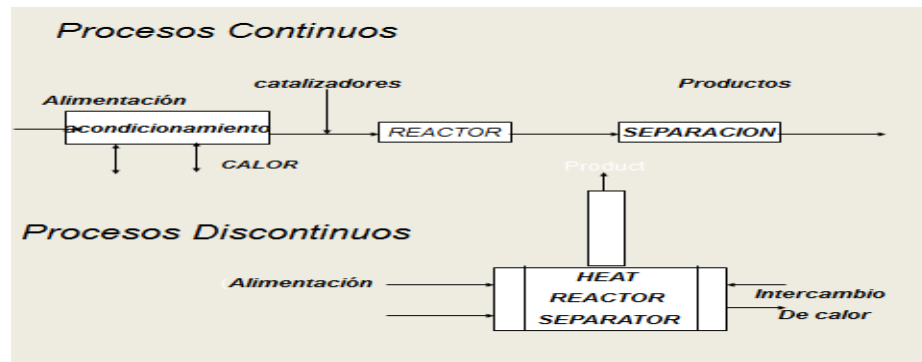 Procesos Continuos
catalizadores
Productos
Alimentación
acondicionamiento
REACTOR
SEPARACION
CALOR
Product
Procesos Discontinuos
Alimentación
HEAT
REACTOR
SEPARATOR
Intercambio
De calor